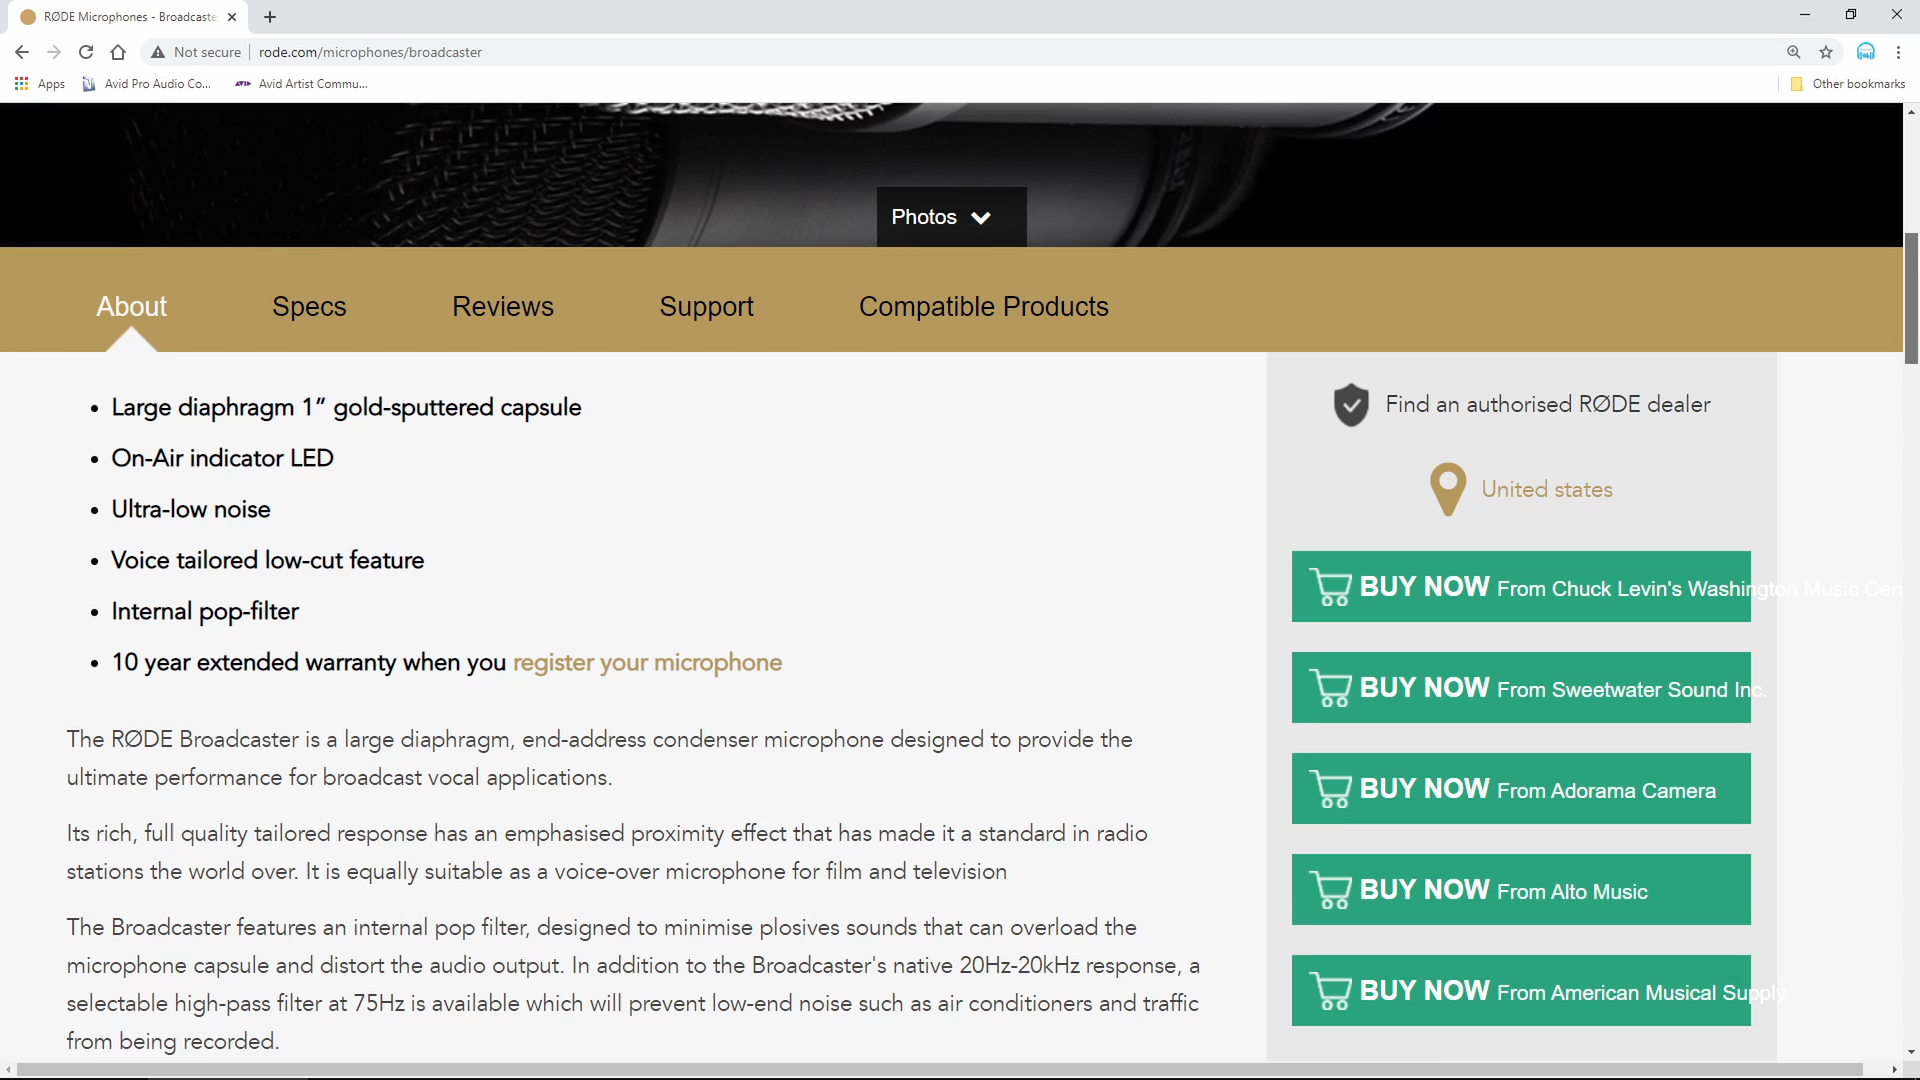 RØDE Microphones - Broadcaste
Not secure
rode.com/microphones/broadcaster
Apps
Avid Pro Audio Co...
Avid Artist Commu...
Other bookmarks
Photos
About
Specs
Reviews
Support
Compatible Products
• Large diaphragm 1” gold-sputtered capsule
• On-Air indicator LED
• Ultra-low noise
• Voice tailored low-cut feature
• Internal pop-filter
• 10 year extended warranty when you register your microphone
The RØDE Broadcaster is a large diaphragm, end-address condenser microphone designed to provide the
ultimate performance for broadcast vocal applications.
Its rich, full quality tailored response has an emphasised proximity effect that has made it a standard in radio
stations the world over. It is equally suitable as a voice-over microphone for film and television
The Broadcaster features an internal pop filter, designed to minimise plosives sounds that can overload the
microphone capsule and distort the audio output. In addition to the Broadcaster's native 20Hz-20kHz response, a
selectable high-pass filter at 75Hz is available which will prevent low-end noise such as air conditioners and traffic
from being recorded.
Find an authorised RØDE dealer
United states
BUY NOW From Chuck Levin's Washington Music Cen
BUY NOW From Sweetwater Sound Inc.
BUY NOW From Adorama Camera
BUY NOW From Alto Music
BUY NOW From American Musical Supply